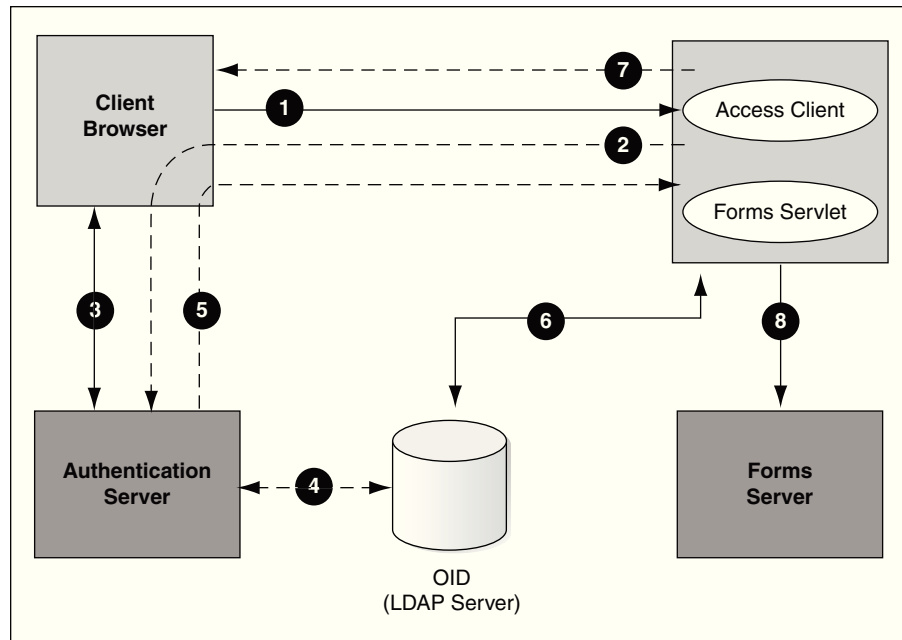 Client
Browser
7
1
Access Client
2
Forms Servlet
3
5
6
8
Authentication
Server
4
Forms
Server
OID
(LDAP Server)